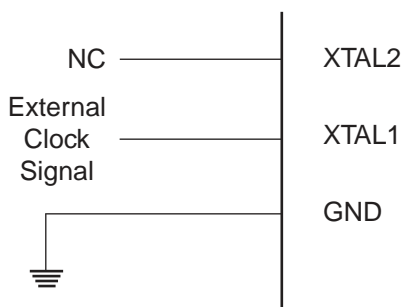 NC
XTAL2
External
Clock
Signal
XTAL1
GND